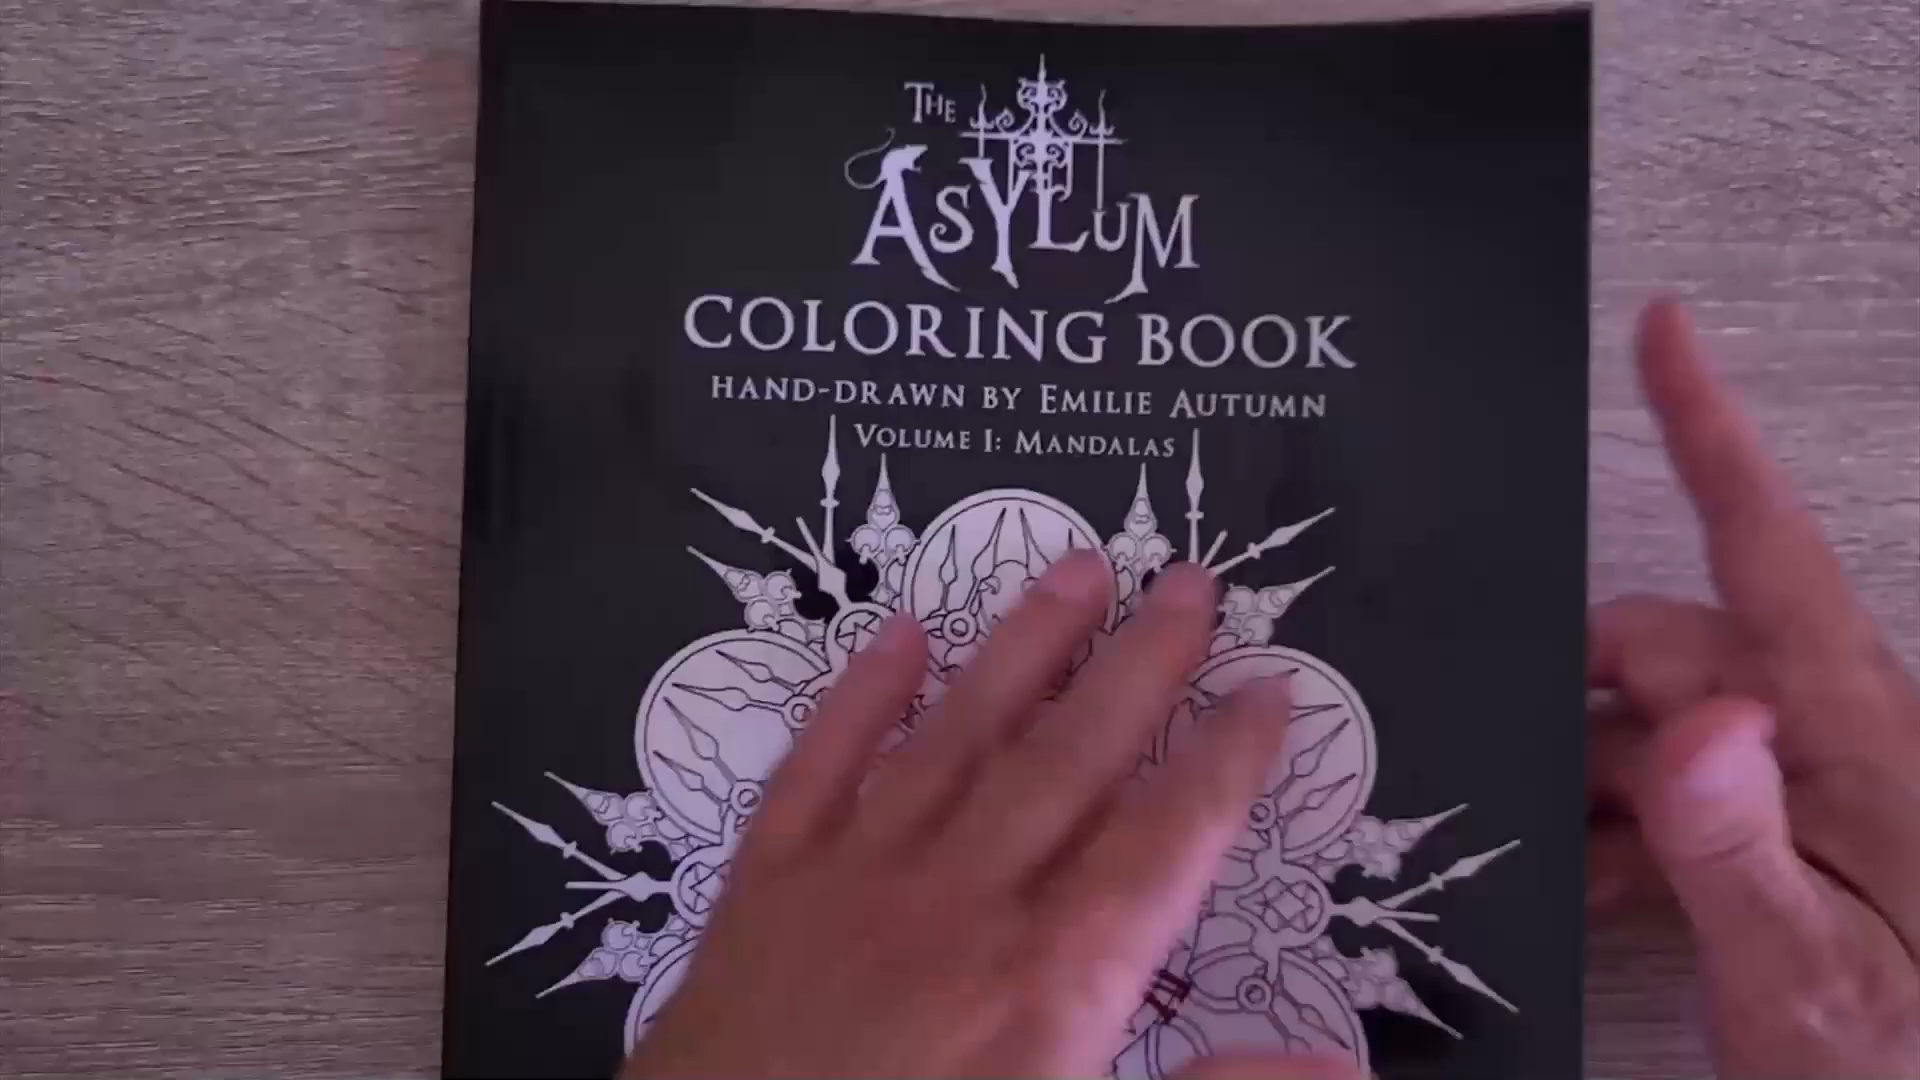 The
Asylum
Coloring Book
hand-drawn by Emilie Autumn
Volume I: Mandalas